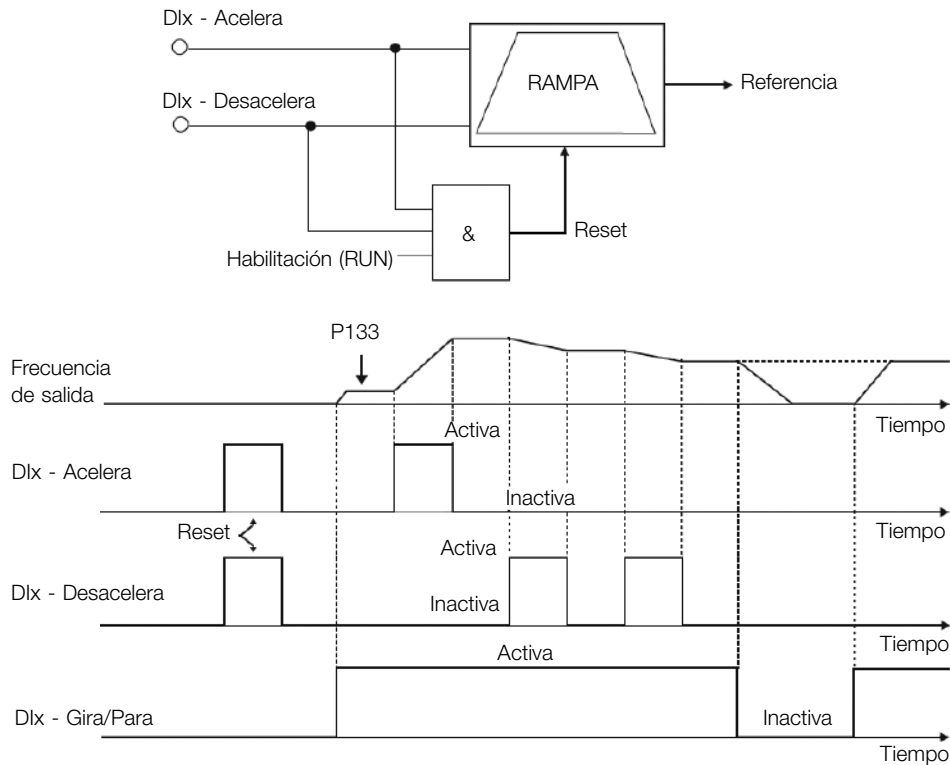 DIx - Acelera
DIx - Desacelera
RAMPA
Referencia
&
Reset
Habilitación (RUN)
P133
Frecuencia
de salida
Tiempo
Activa
DIx - Acelera
Inactiva
Tiempo
Reset
Activa
DIx - Desacelera
Inactiva
Tiempo
Activa
DIx - Gira/Para
Inactiva
Tiempo